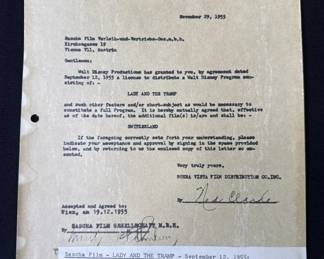 November 29, 1955
Sascha Film Verleih-und-Vertriebs-Ges.m.b.h.
Kirchengasse 19
Vienna VII, Austria
Gentlemen:
Walt Disney Productions has granted to you, by agreement dated
September 12, 1955 a license to distribute a Walt Disney Program
consisting of -
LADY AND THE TRAMP
and such other feature and/or short-subject as would be necessary to
constitute a Full Program. It is hereby actually agreed that, effective as
of the date hereof, the additional film(s) is/are and shall be:-
SWITZERLAND
If the foregoing correctly sets forth your understanding, please
indicate your acceptance and approval by signing in the space provided below,
and by returning to us the enclosed copy of this letter so
counted.
Very truly yours,
BUENA VISTA FILM DISTRIBUTION CO.INC.
By
Accepted and Agreed to:
Wien, am 19.12.1955
SASCHA FILM GESELLSCHAFT M.B.H.
By
Sascha Film - LADY AND THE TRAMP - September 12, 1955: